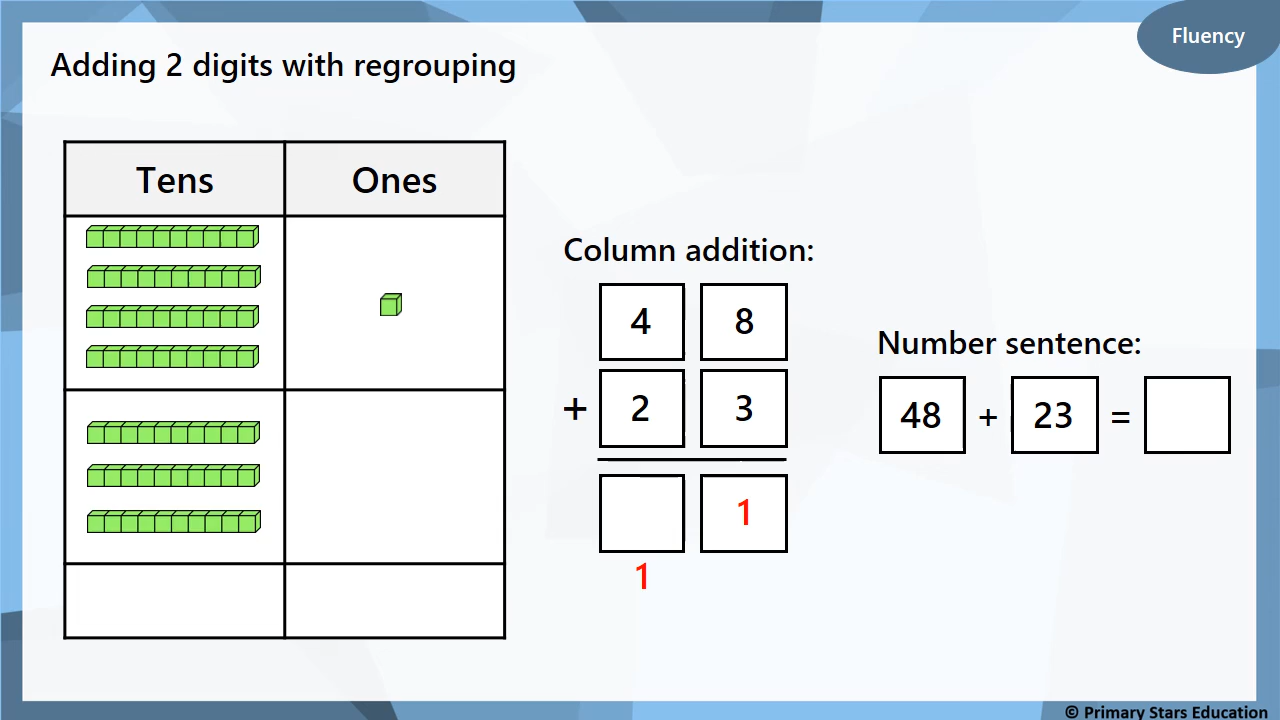 Fluency
Adding 2 digits with regrouping
Tens Ones
Column addition:
4 8
+ 2 3
1
1
Number sentence:
48 + 23 =
© Primary Stars Education